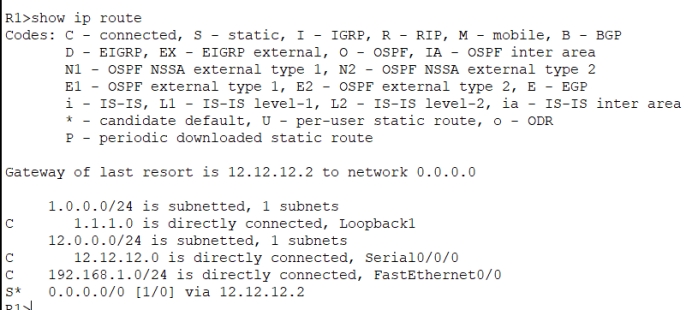 R1>show ip route
Codes: C - connected, S - static, I - IGRP, R - RIP, M - mobile, B - BGP
D - EIGRP, EX - EIGRP external, O - OSPF, IA - OSPF inter area
N1 - OSPF NSSA external type 1, N2 - OSPF NSSA external type 2
E1 - OSPF external type 1, E2 - OSPF external type 2, E - EGP
i - IS-IS, L1 - IS-IS level-1, L2 - IS-IS level-2, ia - IS-IS inter area
* - candidate default, U - per-user static route, o - ODR
P - periodic downloaded static route
Gateway of last resort is 12.12.12.2 to network 0.0.0.0
1.0.0.0/24 is subnetted, 1 subnets
C 1.1.1.0 is directly connected, Loopback1
12.0.0.0/24 is subnetted, 1 subnets
C 12.12.12.0 is directly connected, Serial0/0/0
C 192.168.1.0/24 is directly connected, FastEthernet0/0
S* 0.0.0.0/0 [1/0] via 12.12.12.2
R1>